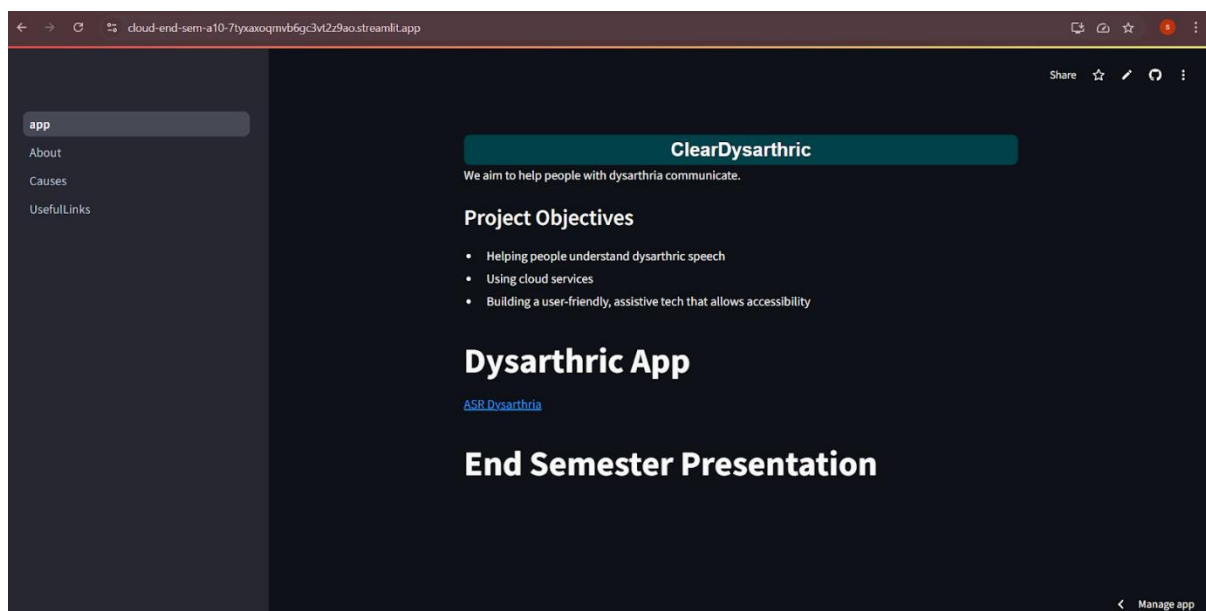 cloud-end-sem-a10-7tyxaxoqmvb6gc3vt2z9ao.streamlit.app
S
Share
app
About
Causes
UsefulLinks
ClearDysarthric
We aim to help people with dysarthria communicate.
Project Objectives
• Helping people understand dysarthric speech
• Using cloud services
• Building a user-friendly, assistive tech that allows accessibility
Dysarthric App
ASR Dysarthria
End Semester Presentation
Manage app